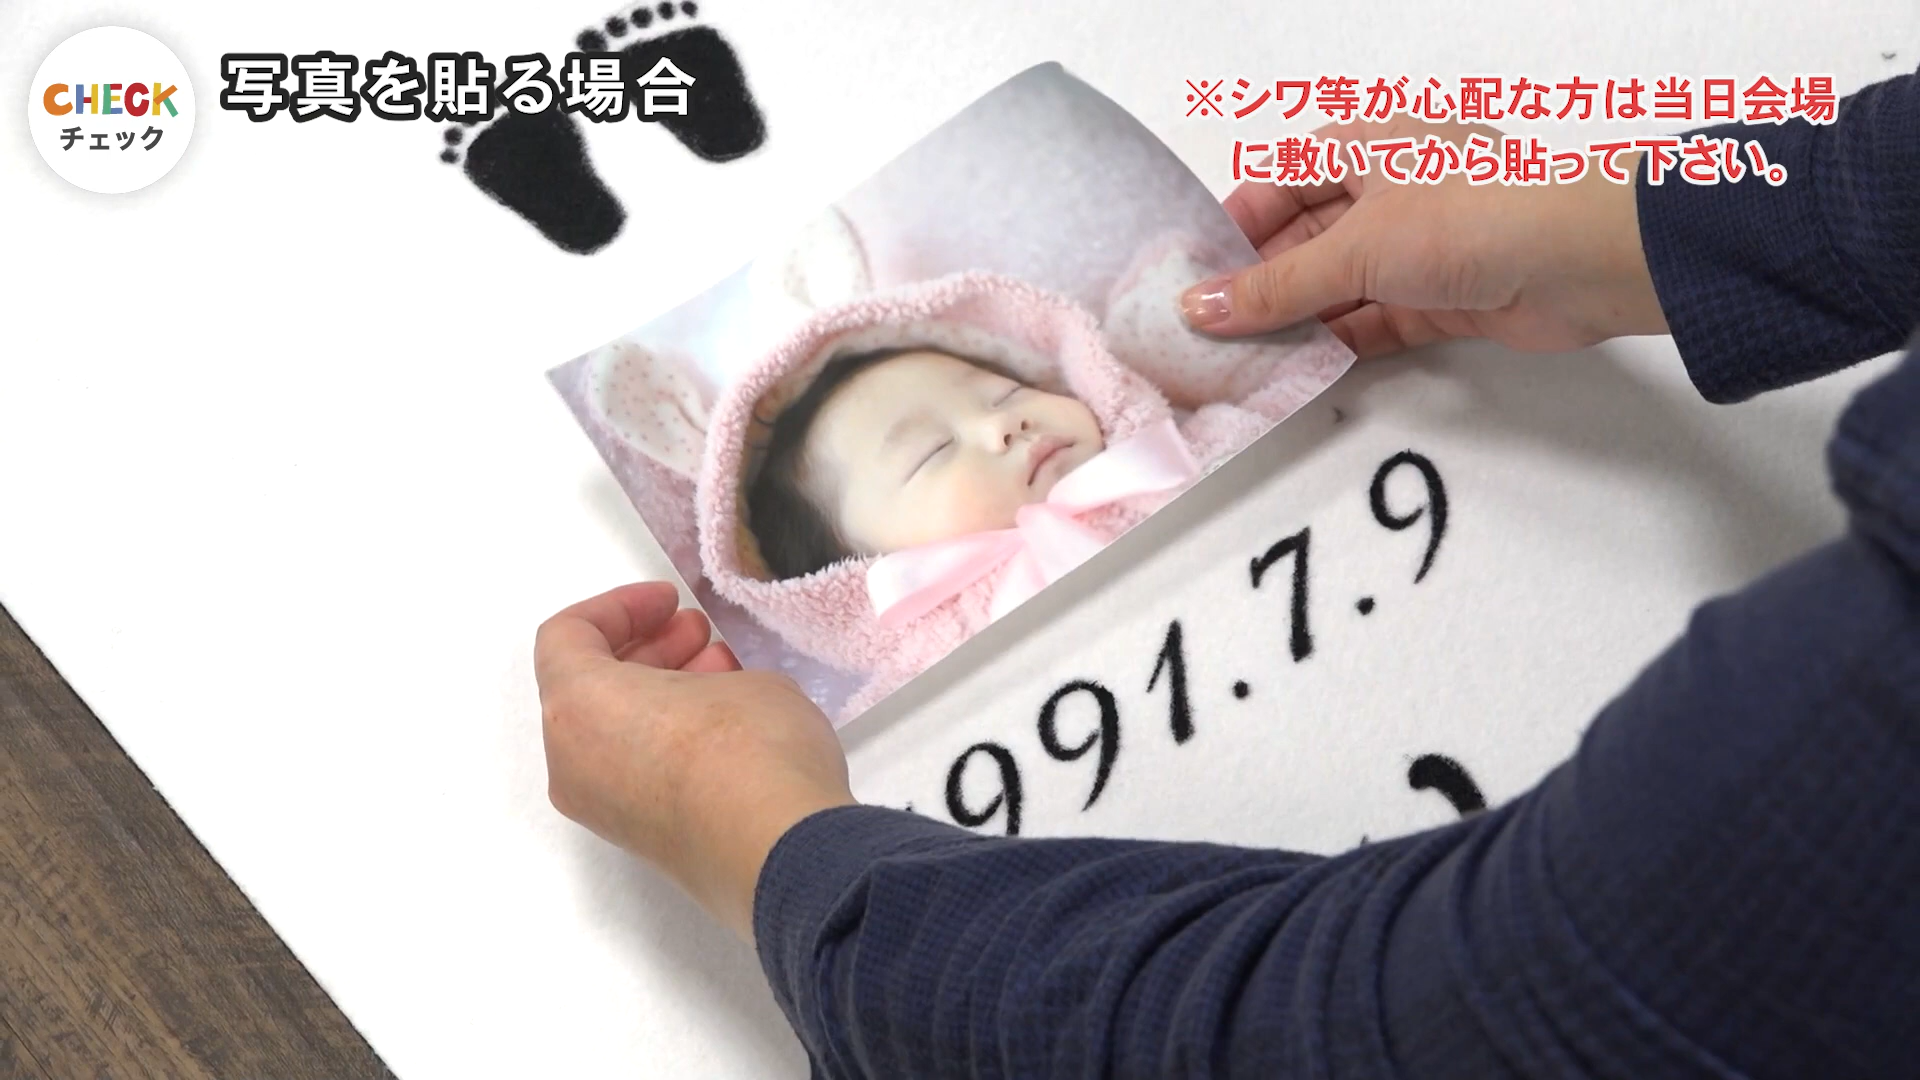 CHECK
チェック
写真を貼る場合
※シワ等が心配な方は当日会場
に敷いてから貼って下さい。
991.7.9